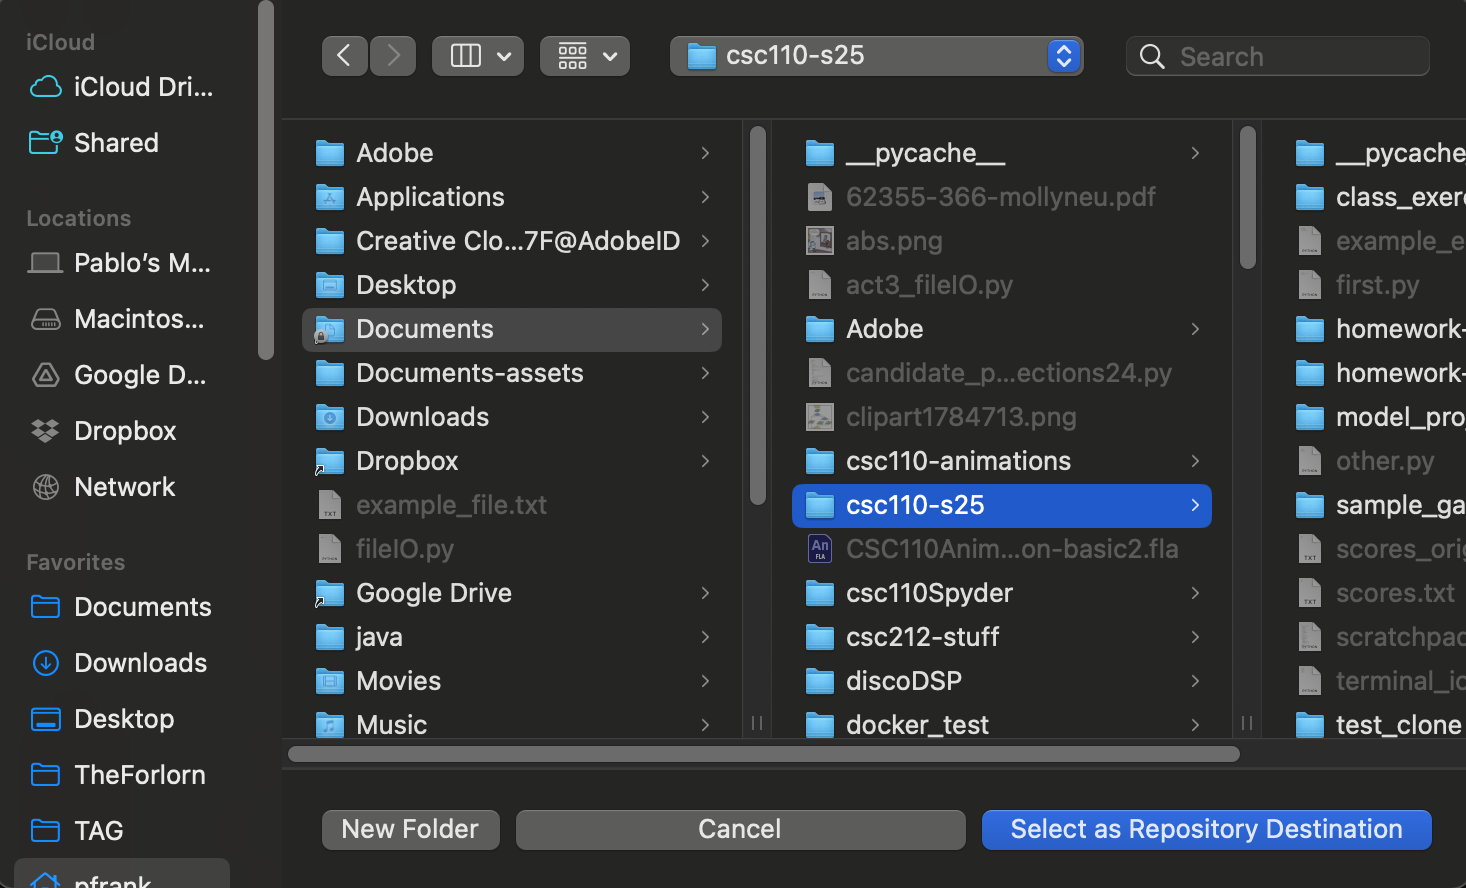 iCloud
iCloud Dri...
Shared
Locations
Pablo's M...
Macintos...
Google D...
Dropbox
Network
Favorites
Documents
Downloads
Desktop
TheForlorn
TAG
pfrank
csc110-s25
Search
Adobe
Applications
Creative Clo...7F@AdobeID
Desktop
Documents
Documents-assets
Downloads
Dropbox
example_file.txt
fileIO.py
Google Drive
java
Movies
Music
__pycache__
62355-366-mollyneu.pdf
abs.png
act3_fileIO.py
Adobe
candidate_p...ections24.py
clipart1784713.png
csc110-animations
csc110-s25
CSC110Anim...on-basic2.fla
csc110Spyder
csc212-stuff
discoDSP
docker_test
__pycache
class_exer
example_e
first.py
homework-
homework-
model_pro
other.py
sample_ga
scores_orig
scores.txt
scratchpad
terminal_io
test_clone
New Folder
Cancel
Select as Repository Destination